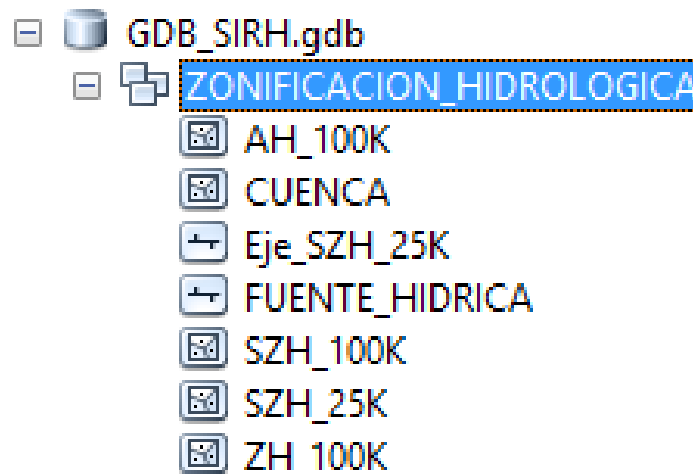 GDB_SIRH.gdb
ZONIFICACION_HIDROLOGICA
AH_100K
CUENCA
Eje_SZH_25K
FUENTE_HIDRICA
SZH_100K
SZH_25K
ZH_100K